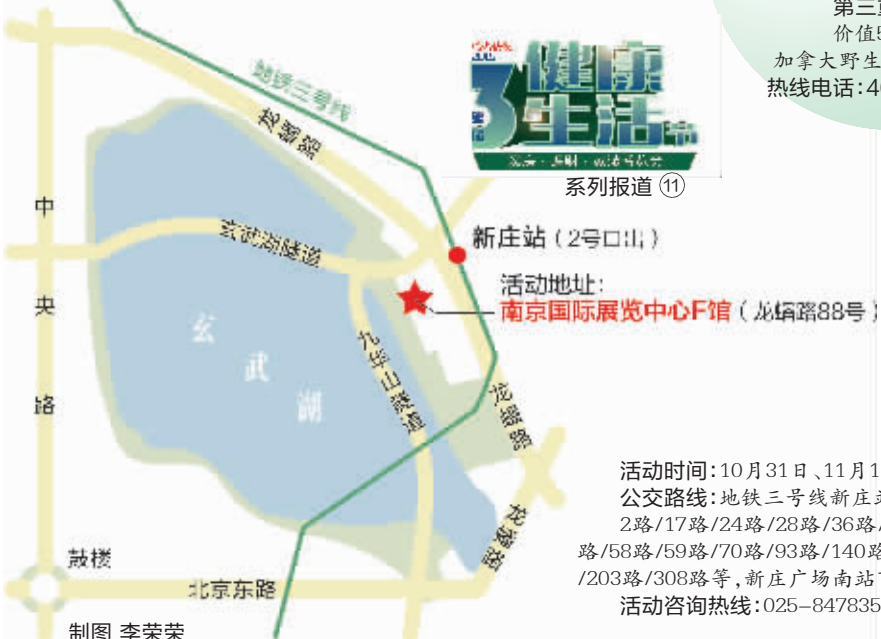 第三重
价值5
加拿大野生
热线电话:40
健康
生活节
系列报道 ⑪
地铁三号线
龙蟠路
中央路
玄武湖隧道
新庄站(2号口出)
活动地址:
南京国际展览中心F馆(龙蟠路88号)
玄武湖
九华山隧道
龙蟠路
活动时间:10月31日、11月1
公交路线:地铁三号线新庄站
2路/17路/24路/28路/36路/
路/58路/59路/70路/93路/140路
/203路/308路等,新庄广场南站
鼓楼
北京东路
活动咨询热线:025-847835
制图 李荣荣